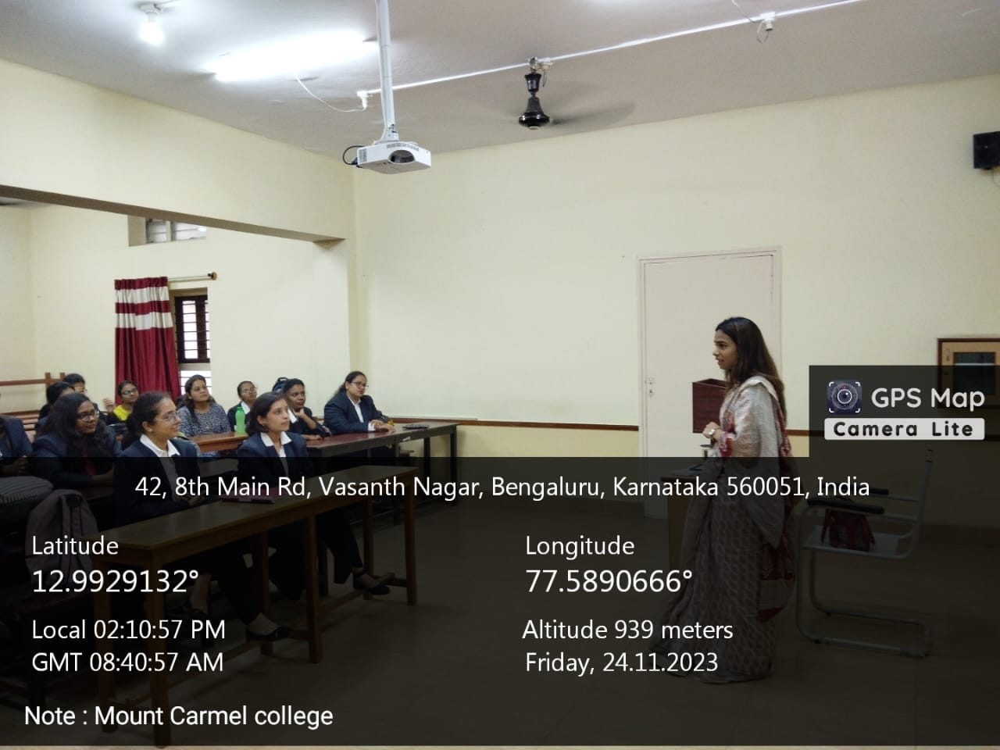 GPS Map
Camera Lite
42, 8th Main Rd, Vasanth Nagar, Bengaluru, Karnataka 560051, India
Latitude
12.9929132°
Longitude
77.5890666°
Local 02:10:57 PM
GMT 08:40:57 AM
Altitude 939 meters
Friday, 24.11.2023
Note : Mount Carmel college